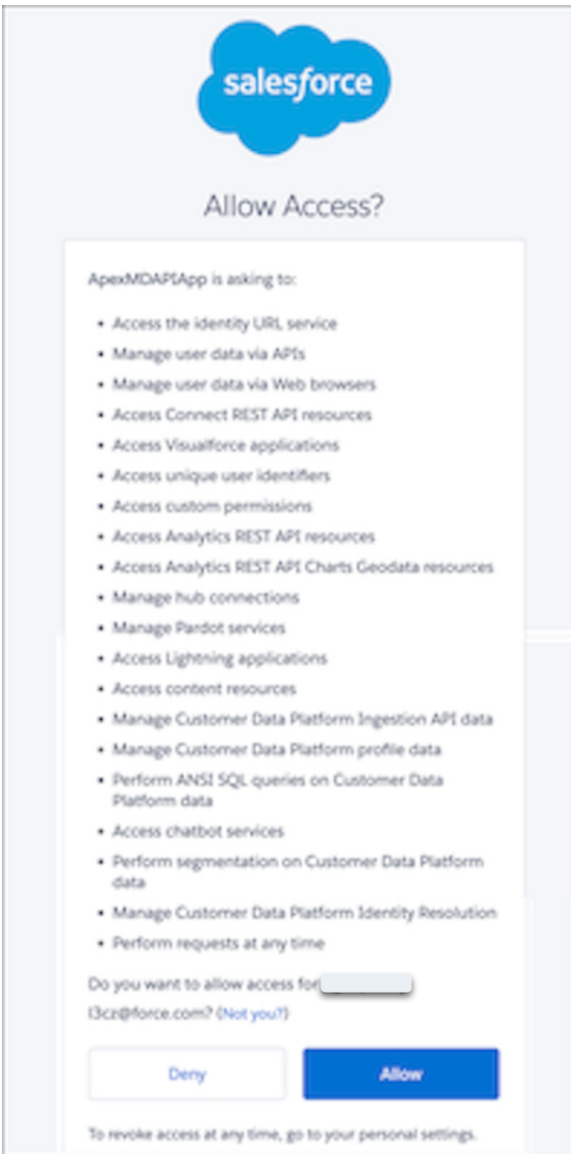 salesforce
Allow Access?
ApexMDAPIApp is asking to:
• Access the identity URL service
• Manage user data via APIs
• Manage user data via Web browsers
• Access Connect REST API resources
• Access Visualforce applications
• Access unique user identifiers
• Access custom permissions
• Access Analytics REST API resources
• Access Analytics REST API Charts Geodata resources
• Manage hub connections
• Manage Pardot services
• Access Lightning applications
• Access content resources
• Manage Customer Data Platform Ingestion API data
• Manage Customer Data Platform profile data
• Perform ANSI SQL queries on Customer Data
Platform data
• Access chatbot services
• Perform segmentation on Customer Data Platform
data
• Manage Customer Data Platform Identity Resolution
• Perform requests at any time
Do you want to allow access for
l3cz@force.com? (Not you?)
Deny
Allow
To revoke access at any time, go to your personal settings.